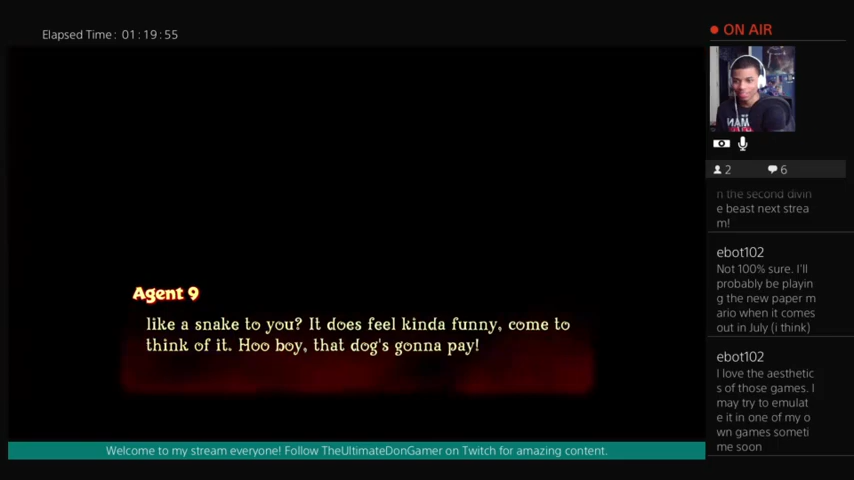 Elapsed Time: 01:19:55
ON AIR
2
6
n the second divin
e beast next strea
m!
ebot102
Not 100% sure. I'll
probably be playin
g the new paper m
ario when it comes
out in July (i think)
ebot102
I love the aesthetic
s of those games. I
may try to emulat
e it in one of my o
wn games someti
me soon
Agent 9
like a snake to you? It does feel kinda funny, come to
think of it. Hoo boy, that dog's gonna pay!
Welcome to my stream everyone! Follow TheUltimateDonGamer on Twitch for amazing content.